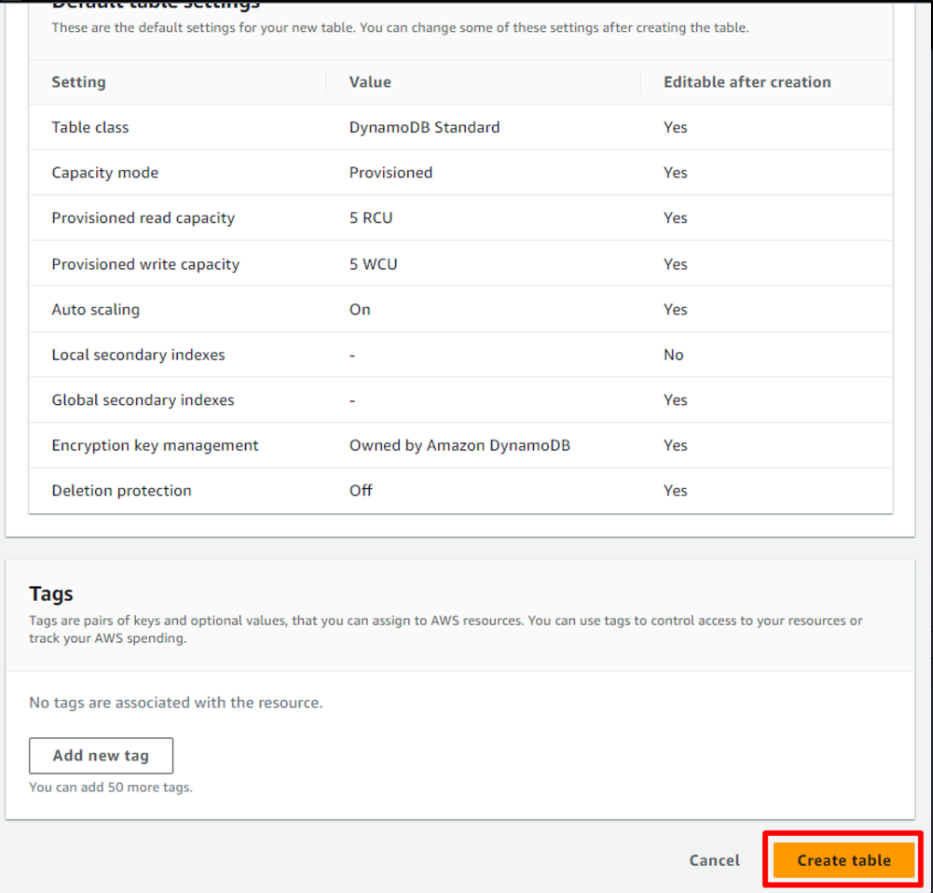 Default table settings
These are the default settings for your new table. You can change some of these settings after creating the table.
Setting Value Editable after creation
Table class DynamoDB Standard Yes
Capacity mode Provisioned Yes
Provisioned read capacity 5 RCU Yes
Provisioned write capacity 5 WCU Yes
Auto scaling On Yes
Local secondary indexes - No
Global secondary indexes - Yes
Encryption key management Owned by Amazon DynamoDB Yes
Deletion protection Off Yes
Tags
Tags are pairs of keys and optional values, that you can assign to AWS resources. You can use tags to control access to your resources or
track your AWS spending.
No tags are associated with the resource.
Add new tag
You can add 50 more tags.
Cancel Create table